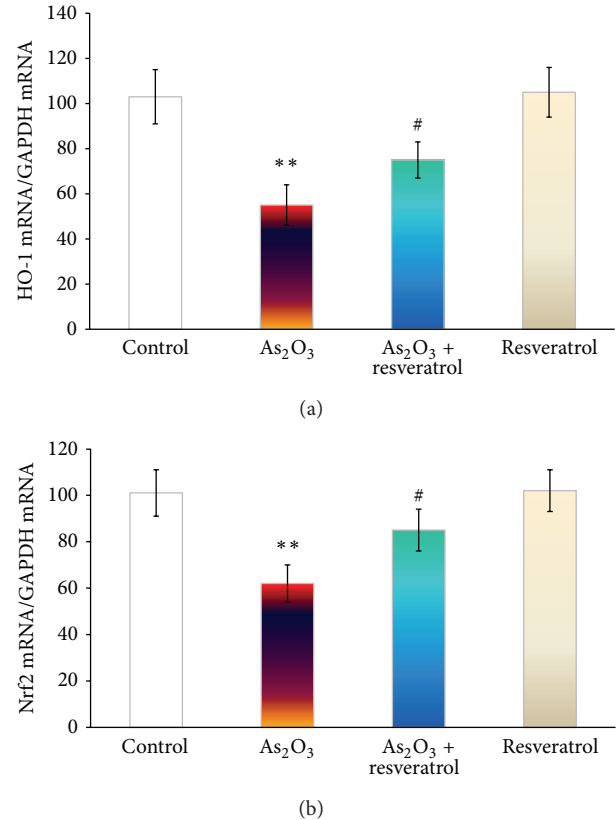 140
120
100
80
60
40
20
0
HO-1 mRNA/GAPDH mRNA
**
#
Control
As₂O₃
As₂O₃ +
resveratrol
Resveratrol
(a)
120
100
80
60
40
20
0
Nrf2 mRNA/GAPDH mRNA
**
#
Control
As₂O₃
As₂O₃ +
resveratrol
Resveratrol
(b)